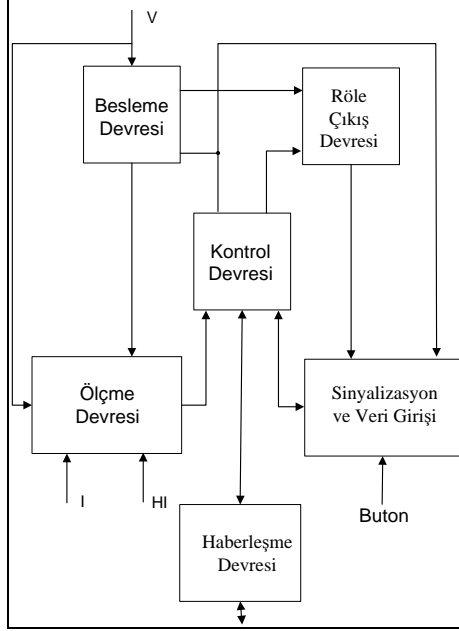 V
Besleme
Devresi
Röle
Çıkış
Devresi
Kontrol
Devresi
Ölçme
Devresi
Sinyalizasyon
ve Veri Girişi
I
HI
Buton
Haberleşme
Devresi